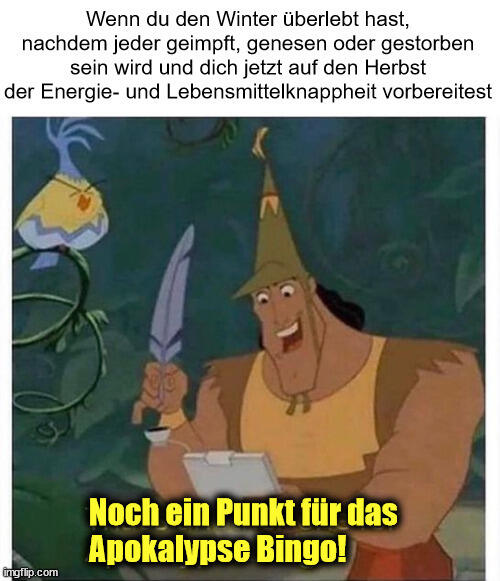 Wenn du den Winter überlebt hast,
nachdem jeder geimpft, genesen oder gestorben
sein wird und dich jetzt auf den Herbst
der Energie- und Lebensmittelknappheit vorbereitest
Noch ein Punkt für das
Apokalypse Bingo!
imgflip.com